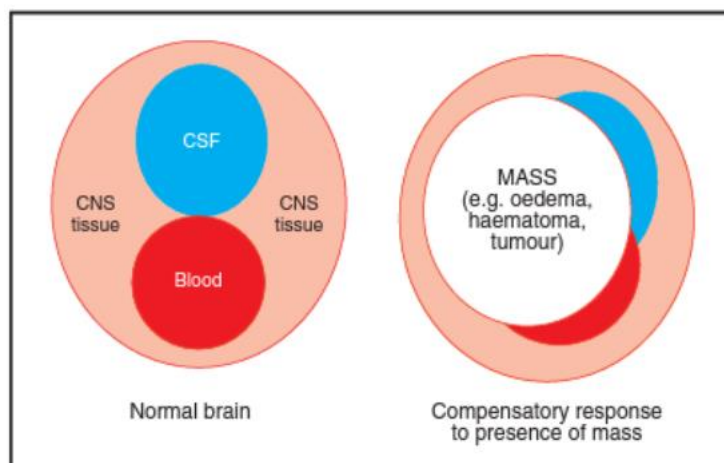 CSF
CNS
tissue
CNS
tissue
Blood
Normal brain
MASS
(e.g. oedema,
haematoma,
tumour)
Compensatory response
to presence of mass